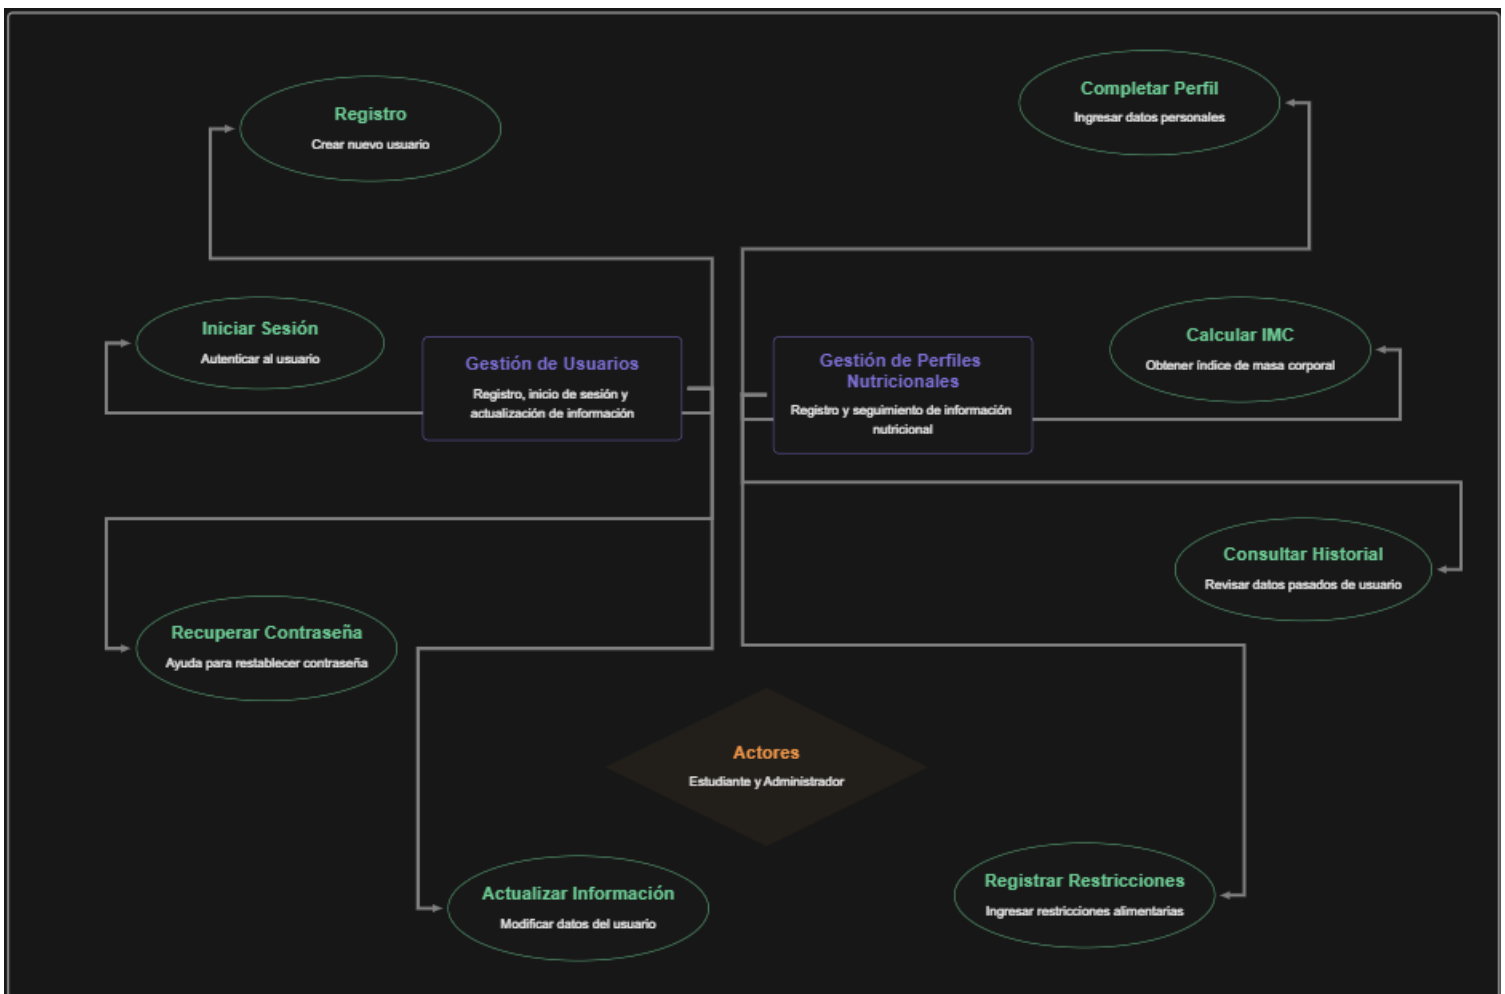 Registro
Crear nuevo usuario
Completar Perfil
Ingresar datos personales
Iniciar Sesión
Autenticar al usuario
Gestión de Usuarios
Registro, inicio de sesión y
actualización de información
Gestión de Perfiles
Nutricionales
Registro y seguimiento de información
nutricional
Calcular IMC
Obtener índice de masa corporal
Consultar Historial
Revisar datos pasados de usuario
Recuperar Contraseña
Ayuda para restablecer contraseña
Actores
Estudiante y Administrador
Actualizar Información
Modificar datos del usuario
Registrar Restricciones
Ingresar restricciones alimentarias